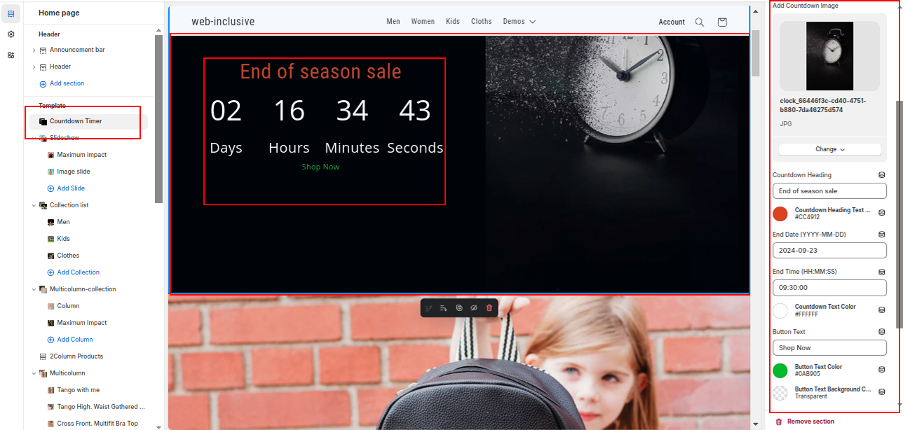 Home page
Header
Announcement bar
Header
Add section
Template
Countdown Timer
Slideshow
Maximum impact
Image slide
Add Slide
Collection list
Men
Kids
Clothes
Add Collection
Multicolumn-collection
Column
Maximum Impact
Add Column
2Column Products
Multicolumn
Tango with me
Tango High. Waist Gathered ...
Cross Front. Multifit Bra Top
web-inclusive
Men Women Kids Cloths Demos
Account
End of season sale
02 16 34 43
Days Hours Minutes Seconds
Shop Now
Add Countdown Image
clock_66446f3c-cd40-4751-
b880-7da46275d674
JPG
Change
Countdown Heading
End of season sale
Countdown Heading Text ...
#CC4912
End Date (YYYY-MM-DD)
2024-09-23
End Time (HH:MM:SS)
09:30:00
Countdown Text Color
#FFFFFF
Button Text
Shop Now
Button Text Color
#0AB905
Button Text Background C...
Transparent
Remove section